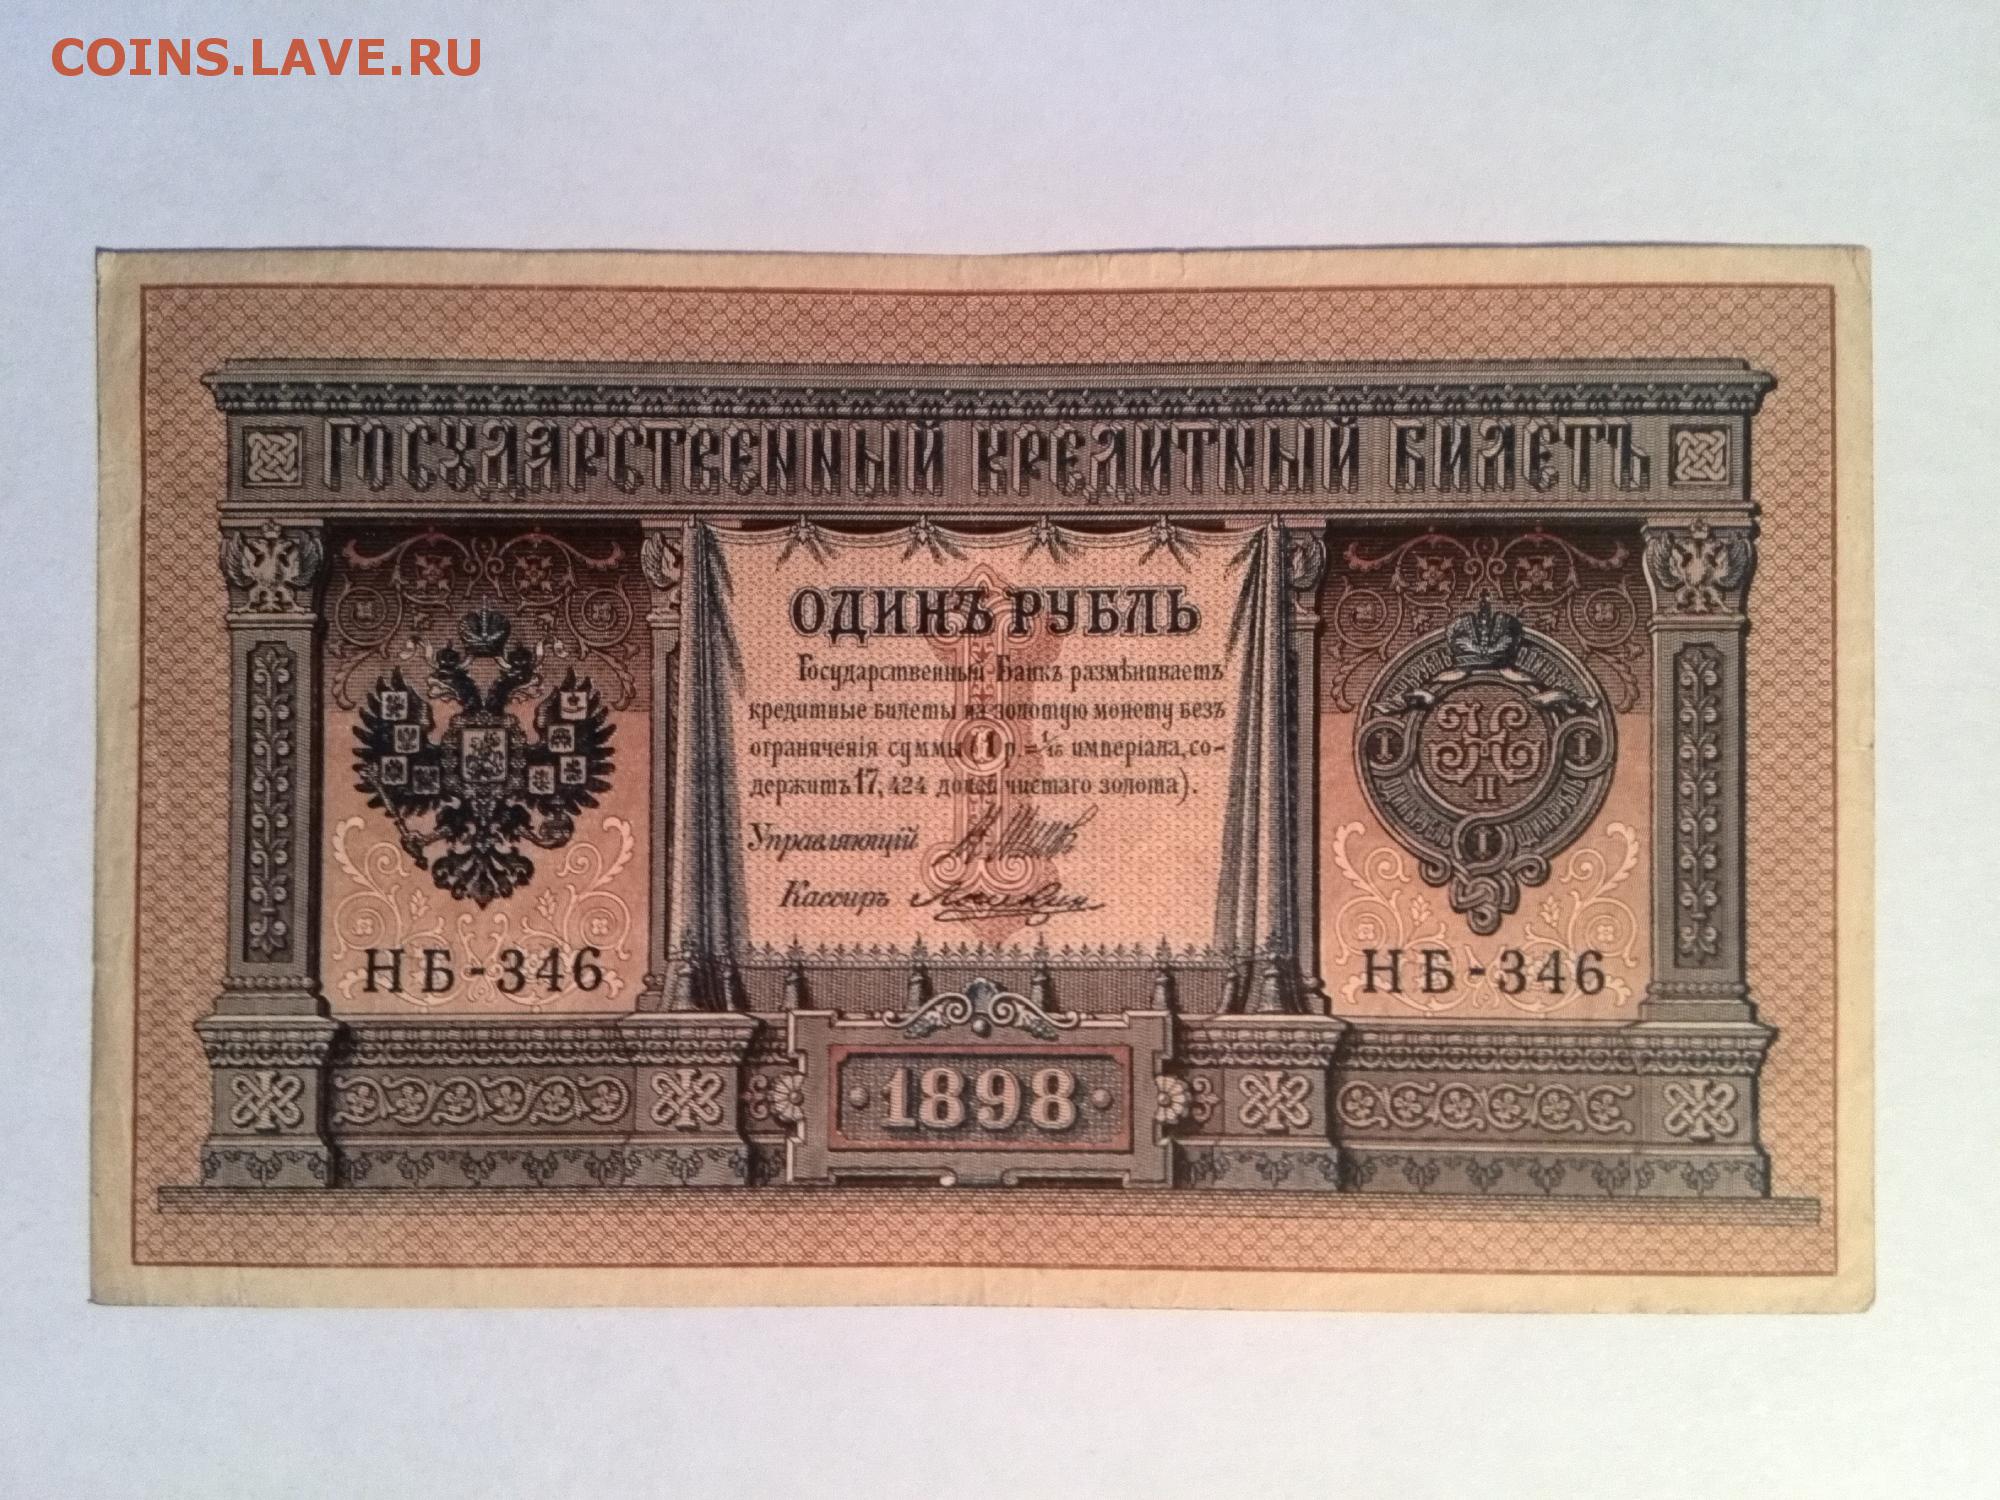 COINS.LAVE.RU
ГОСУДАРСТВЕННЫЙ КРЕДИТНЫЙ БИЛЕТЪ
ОДИНЪ РУБЛЬ
Государственный Банкъ размѣниваетъ
кредитные билеты на золотую монету безъ
ограниченія суммы (1 р. = 1/15 имперіала, со-
держитъ 17,424 долей чистаго золота).
Управляющій
Кассиръ
НБ-346
НБ-346
II
1898